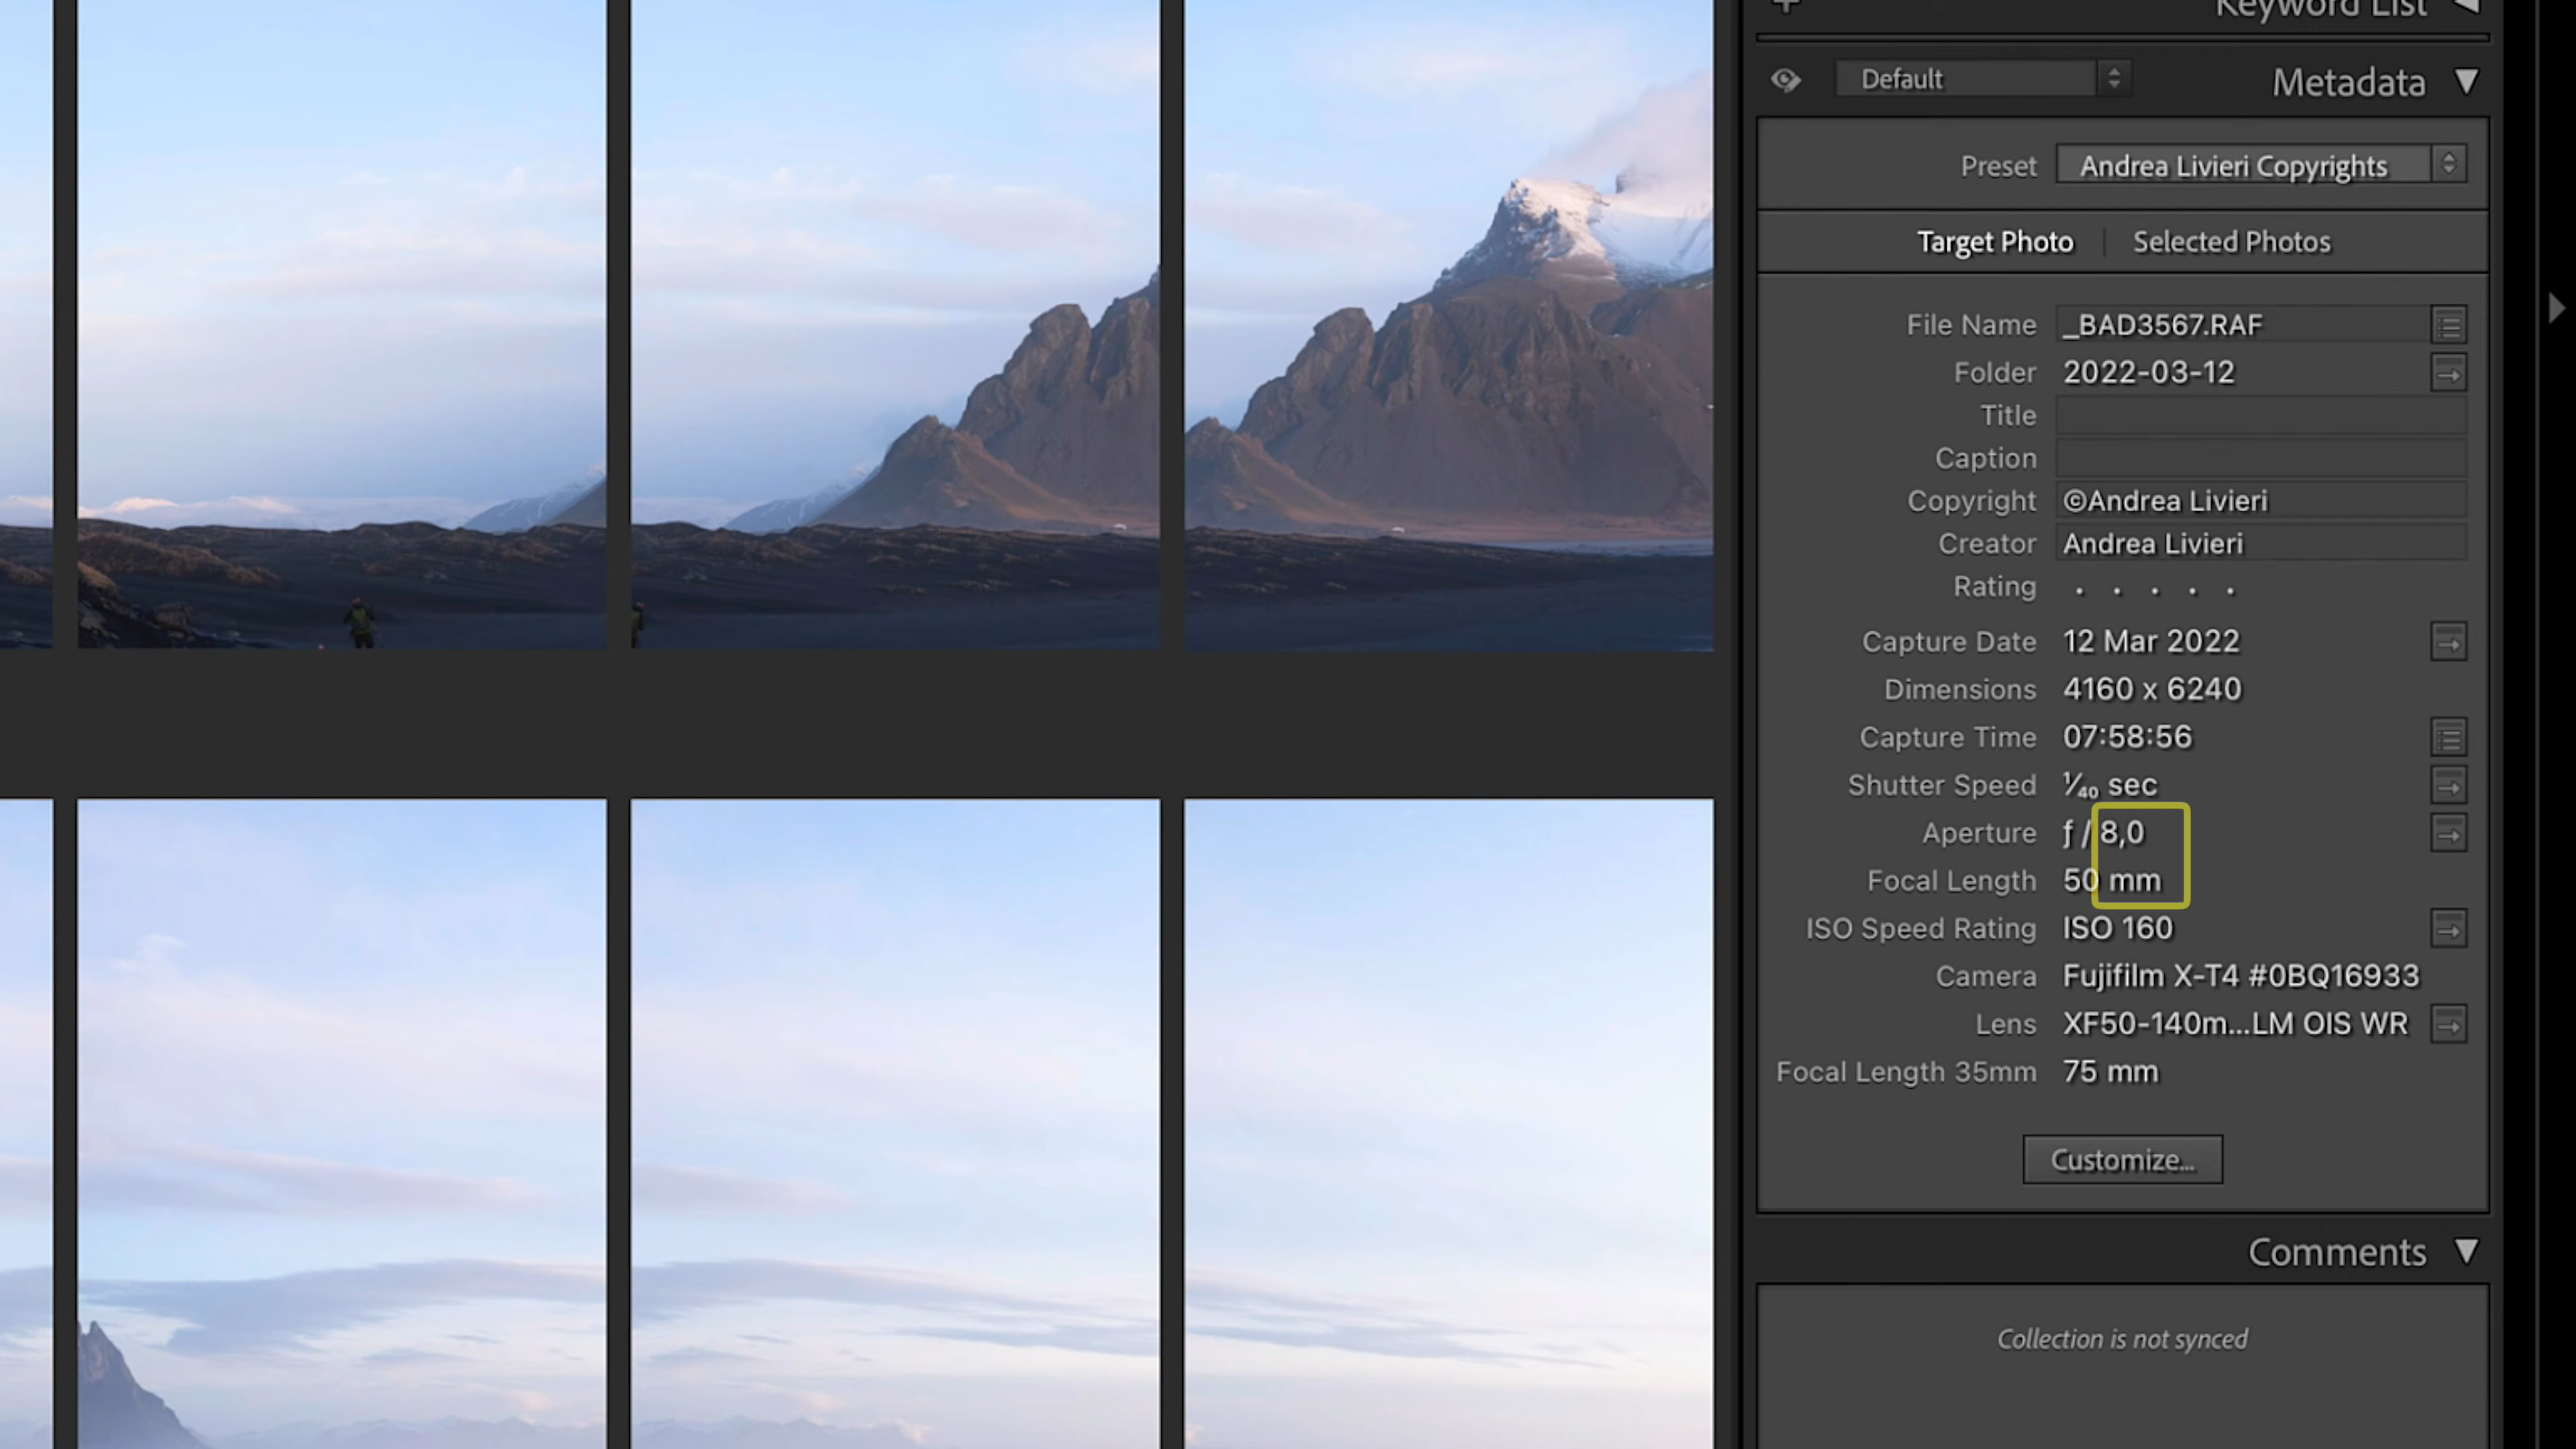 Keyword List
Default
Metadata
Preset Andrea Livieri Copyrights
Target Photo | Selected Photos
File Name _BAD3567.RAF
Folder 2022-03-12
Title
Caption
Copyright ©Andrea Livieri
Creator Andrea Livieri
Rating . . . . .
Capture Date 12 Mar 2022
Dimensions 4160 x 6240
Capture Time 07:58:56
Shutter Speed ¹⁄₄₀ sec
Aperture ƒ / 8,0
Focal Length 50 mm
ISO Speed Rating ISO 160
Camera Fujifilm X-T4 #0BQ16933
Lens XF50-140m...LM OIS WR
Focal Length 35mm 75 mm
Customize...
Comments
Collection is not synced